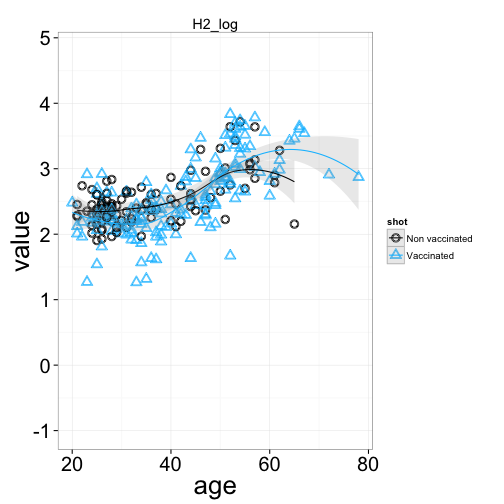 H2_log
5
4
3
2
1
0
-1
value
20 40 60 80
age
shot
Non vaccinated
Vaccinated